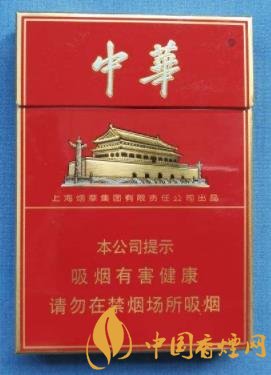 中華
上海烟草集团有限责任公司出品
本公司提示
吸烟有害健康
请勿在禁烟场所吸烟
中国香烟网